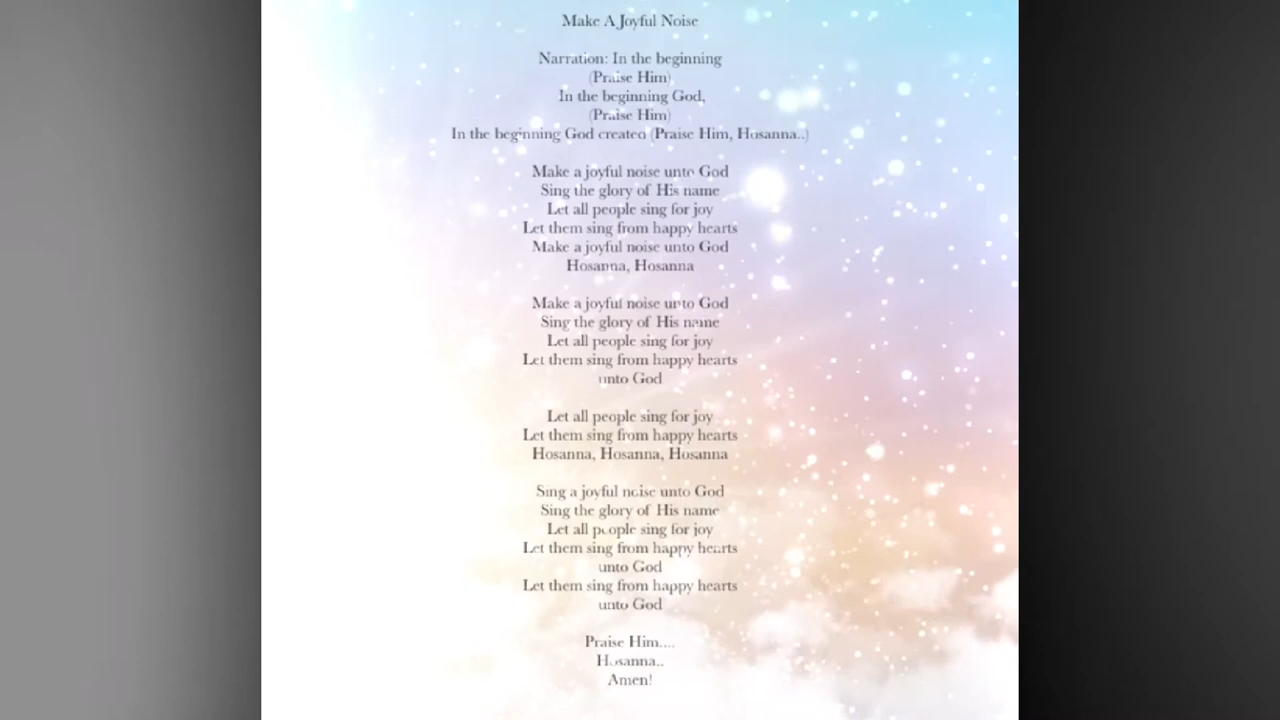 Make A Joyful Noise
Narration: In the beginning
(Praise Him)
In the beginning God,
(Praise Him)
In the beginning God created (Praise Him, Hosanna..)
Make a joyful noise unto God
Sing the glory of His name
Let all people sing for joy
Let them sing from happy hearts
Make a joyful noise unto God
Hosanna, Hosanna
Make a joyful noise unto God
Sing the glory of His name
Let all people sing for joy
Let them sing from happy hearts
unto God
Let all people sing for joy
Let them sing from happy hearts
Hosanna, Hosanna, Hosanna
Sing a joyful noise unto God
Sing the glory of His name
Let all people sing for joy
Let them sing from happy hearts
unto God
Let them sing from happy hearts
unto God
Praise Him....
Hosanna..
Amen!